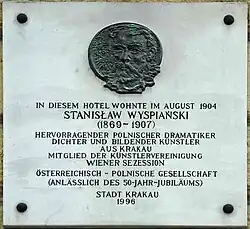 IN DIESEM HOTEL WOHNTE IM AUGUST 1904
STANISŁAW WYSPIAŃSKI
(1869-1907)
HERVORRAGENDER POLNISCHER DRAMATIKER
DICHTER UND BILDENDER KÜNSTLER
AUS KRAKAU
MITGLIED DER KÜNSTLERVEREINIGUNG
WIENER SEZESSION
ÖSTERREICHISCH - POLNISCHE GESELLSCHAFT
(ANLÄSSLICH DES 50-JAHR-JUBILÄUMS)
STADT KRAKAU
1996